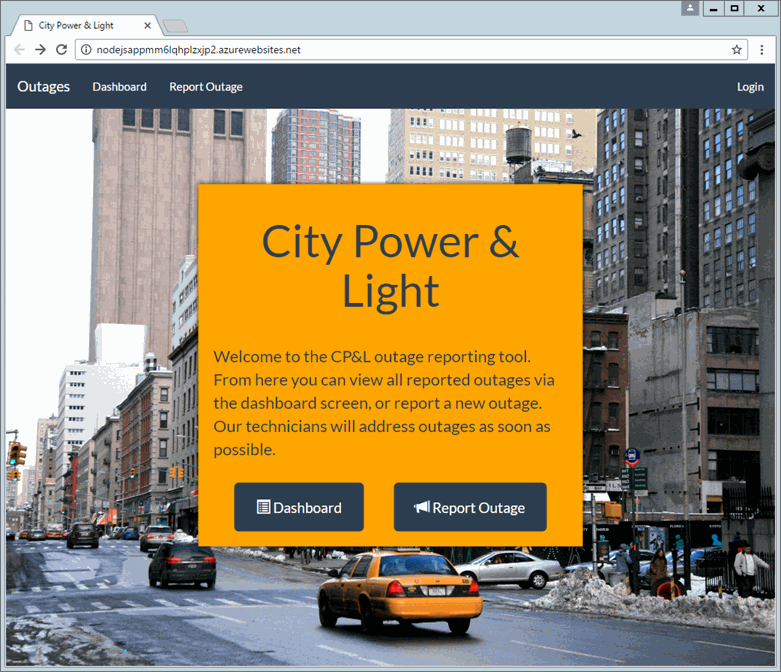 City Power & Light
nodejsappmm6lqhplzxjp2.azurewebsites.net
Outages Dashboard Report Outage Login
City Power &
Light
Welcome to the CP&L outage reporting tool.
From here you can view all reported outages via
the dashboard screen, or report a new outage.
Our technicians will address outages as soon as
possible.
Dashboard Report Outage